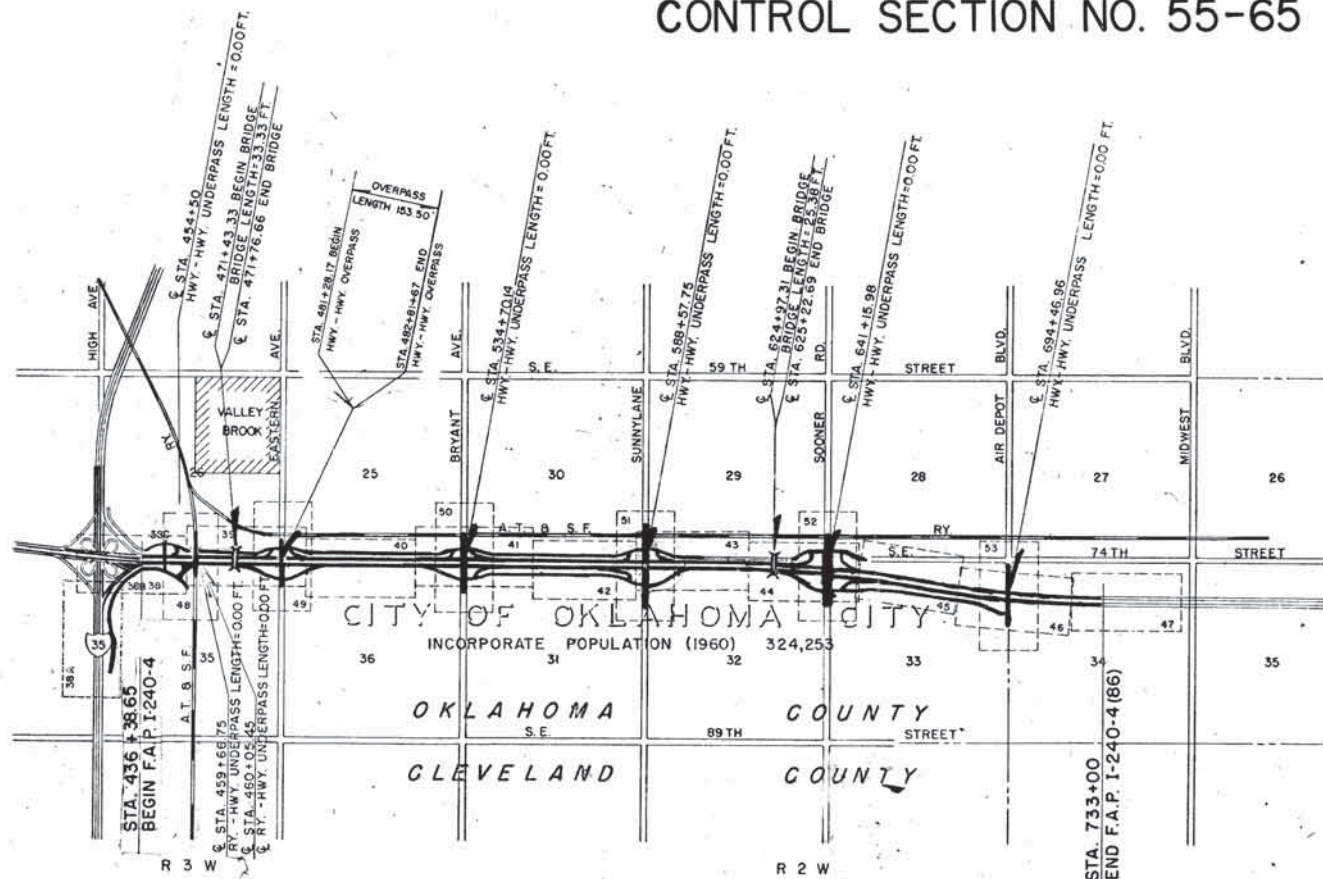 CONTROL SECTION NO. 55-65
℄ STA. 454+50
HWY.-HWY. UNDERPASS LENGTH = 0.00 FT.
℄ STA. 471+43.33 BEGIN BRIDGE
BRIDGE LENGTH=33.33 FT.
℄ STA. 471+76.66 END BRIDGE
OVERPASS
LENGTH 153.50'
STA. 481+28.17 BEGIN
HWY.-HWY. OVERPASS
STA. 482+81+67 END
HWY.-HWY. OVERPASS
℄ STA. 534+70.14
HWY.-HWY. UNDERPASS LENGTH = 0.00 FT.
℄ STA. 588+57.75
HWY.-HWY. UNDERPASS LENGTH=0.00 FT.
℄ STA. 624+97.31 BEGIN BRIDGE
BRIDGE LENGTH=25.38 FT.
℄ STA. 625+22.69 END BRIDGE
℄ STA. 641+15.98
HWY.-HWY. UNDERPASS LENGTH=0.00 FT.
℄ STA. 694+46.96
HWY.-HWY. UNDERPASS LENGTH=0.00 FT.
HIGH AVE.
EASTERN AVE.
BRYANT AVE.
SUNNYLANE
SOONER RD.
AIR DEPOT BLVD.
MIDWEST BLVD.
S.E. 59 TH STREET
VALLEY
BROOK
RY.
26
25
30
29
28
27
26
50
51
52
53
A.T. & S.F. RY
S.E. 74TH STREET
39C
39
40
41
43
38B
38
48
49
42
44
45
46
47
38A
35
CITY OF OKLAHOMA CITY
INCORPORATE POPULATION (1960) 324,253
35
36
31
32
33
34
35
A.T. & S.F.
OKLAHOMA COUNTY
S.E. 89TH STREET
CLEVELAND COUNTY
STA. 436+38.65
BEGIN F.A.P. I-240-4
℄ STA. 459+66.75
RY.-HWY. UNDERPASS LENGTH=0.00 FT.
℄ STA. 460+05.45
RY.-HWY. UNDERPASS LENGTH=0.00 FT.
STA. 733+00
END F.A.P. I-240-4(86)
R 3 W
R 2 W